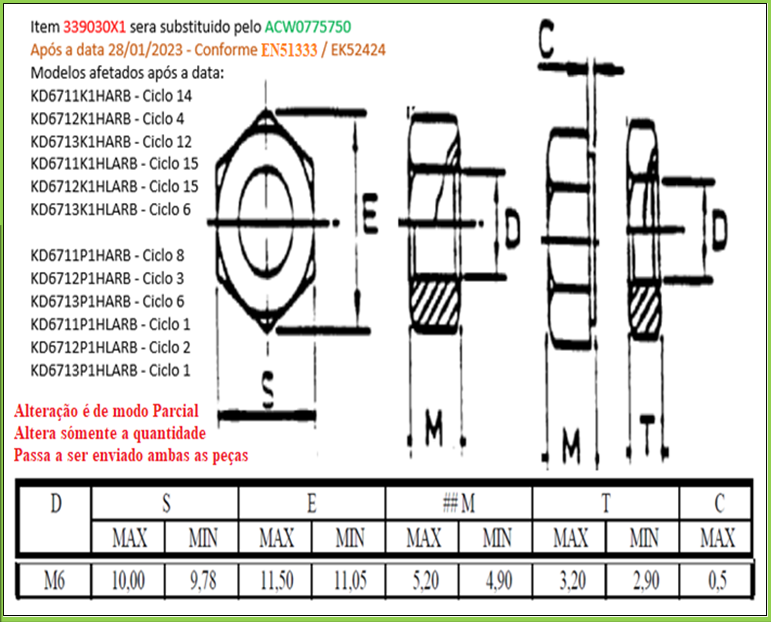 Item 339030X1 sera substituido pelo ACW0775750
Após a data 28/01/2023 - Conforme EN51333 / EK52424
Modelos afetados após a data:
KD6711K1HARB - Ciclo 14
KD6712K1HARB - Ciclo 4
KD6713K1HARB - Ciclo 12
KD6711K1HLARB - Ciclo 15
KD6712K1HLARB - Ciclo 15
KD6713K1HLARB - Ciclo 6
KD6711P1HARB - Ciclo 8
KD6712P1HARB - Ciclo 3
KD6713P1HARB - Ciclo 6
KD6711P1HLARB - Ciclo 1
KD6712P1HLARB - Ciclo 2
KD6713P1HLARB - Ciclo 1
Alteração é de modo Parcial
Altera sómente a quantidade
Passa a ser enviado ambas as peças
C
E
D
D
S
M
M
T
D S E ## M T C
MAX MIN MAX MIN MAX MIN MAX MIN MAX
M6 10,00 9,78 11,50 11,05 5,20 4,90 3,20 2,90 0,5